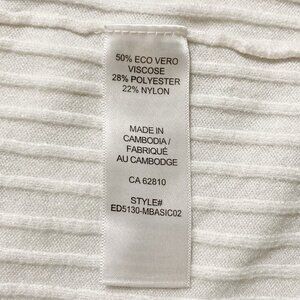 50% ECO VERO
VISCOSE
28% POLYESTER
22% NYLON
MADE IN
CAMBODIA /
FABRIQUÉ
AU CAMBODGE
CA 62810
STYLE#
ED5130-MBASIC02